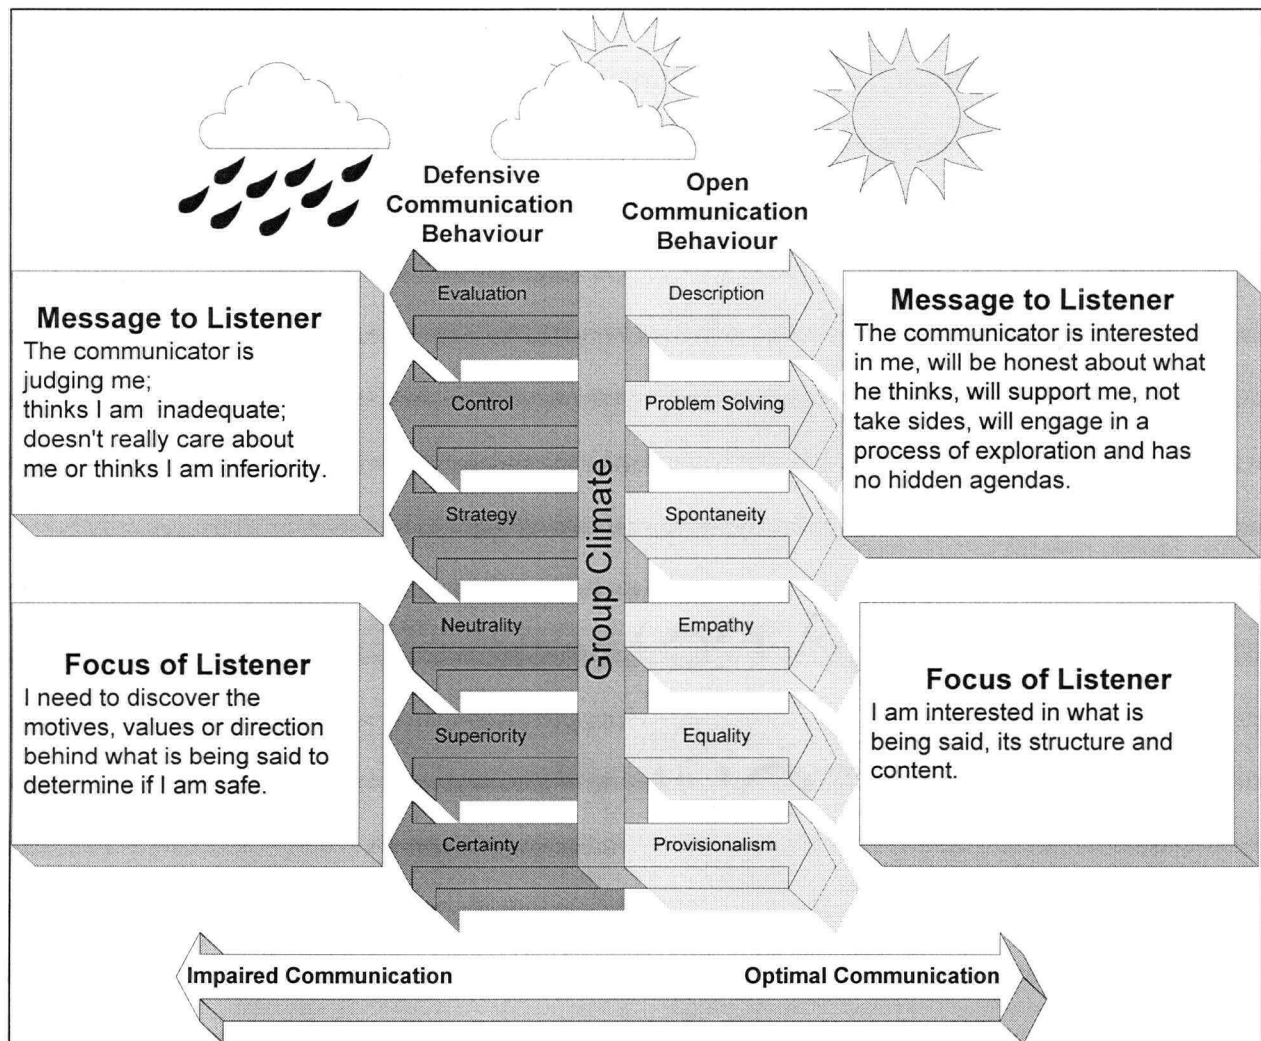 Defensive
Communication
Behaviour
Open
Communication
Behaviour
Message to Listener
The communicator is
judging me;
thinks I am  inadequate;
doesn't really care about
me or thinks I am inferiority.
Focus of Listener
I need to discover the
motives, values or direction
behind what is being said to
determine if I am safe.
Evaluation
Control
Strategy
Neutrality
Superiority
Certainty
Group Climate
Description
Problem Solving
Spontaneity
Empathy
Equality
Provisionalism
Message to Listener
The communicator is interested
in me, will be honest about what
he thinks, will support me, not
take sides, will engage in a
process of exploration and has
no hidden agendas.
Focus of Listener
I am interested in what is
being said, its structure and
content.
Impaired Communication
Optimal Communication